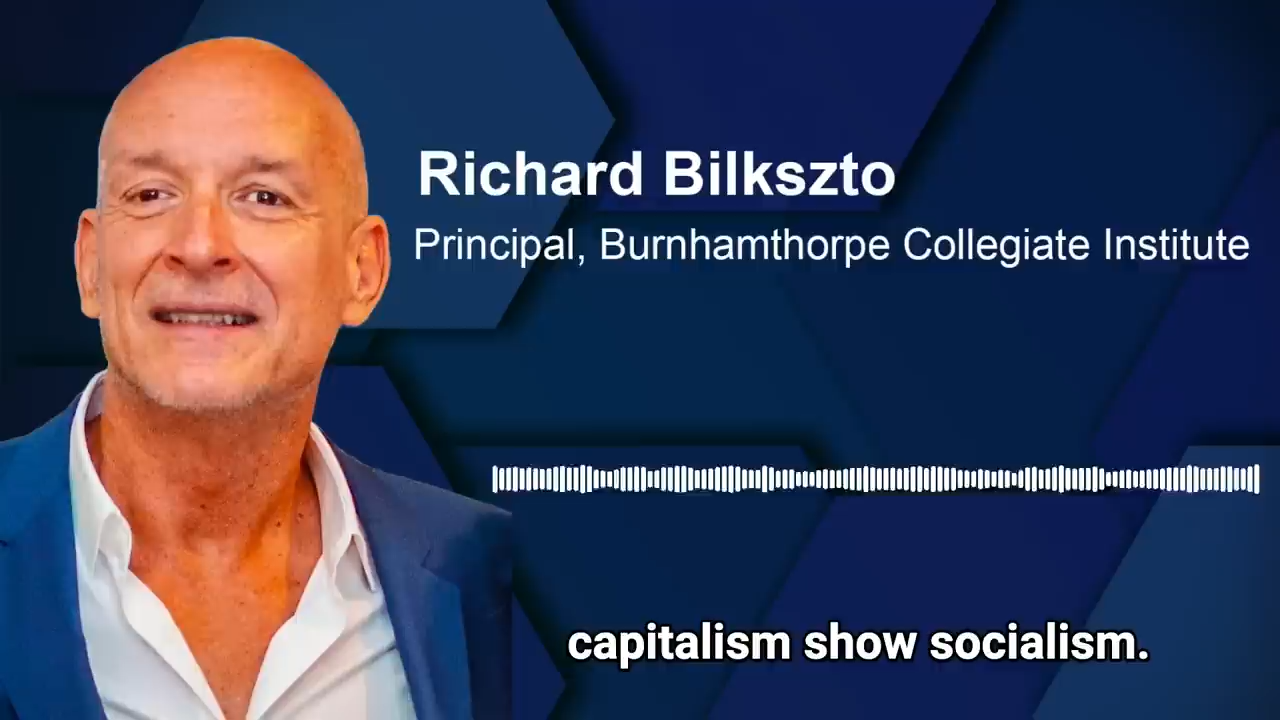 Richard Bilkszto
Principal, Burnhamthorpe Collegiate Institute
capitalism show socialism.